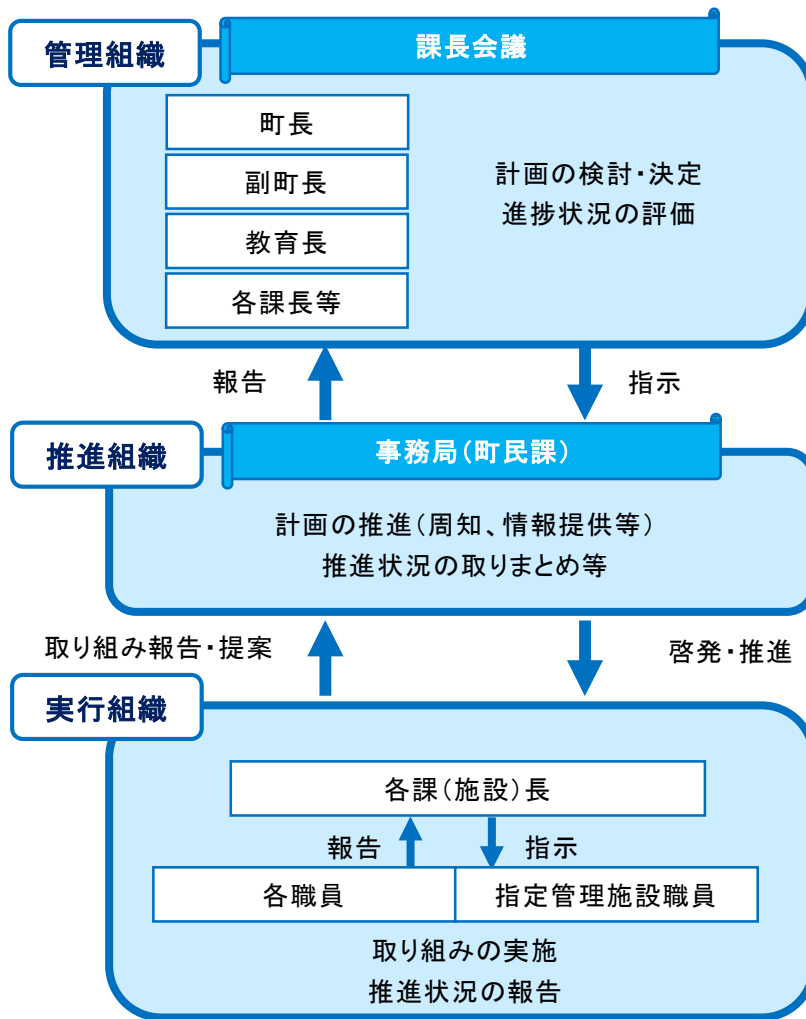 管理組織
課長会議
町長
副町長
教育長
各課長等
計画の検討・決定
進捗状況の評価
報告
指示
推進組織
事務局(町民課)
計画の推進(周知、情報提供等)
推進状況の取りまとめ等
取り組み報告・提案
啓発・推進
実行組織
各課(施設)長
報告
指示
各職員
指定管理施設職員
取り組みの実施
推進状況の報告